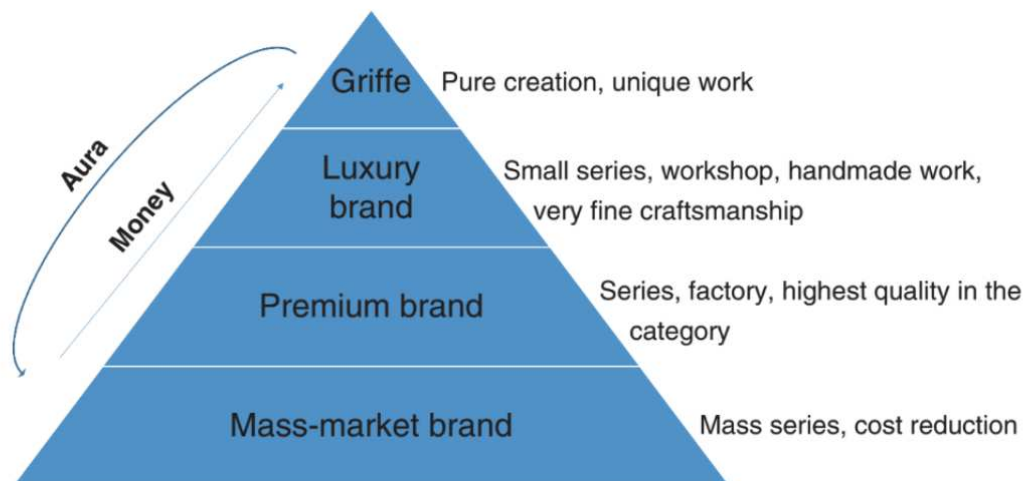 Griffe
Pure creation, unique work
Aura
Money
Luxury
brand
Small series, workshop, handmade work,
very fine craftsmanship
Premium brand
Series, factory, highest quality in the
category
Mass-market brand
Mass series, cost reduction